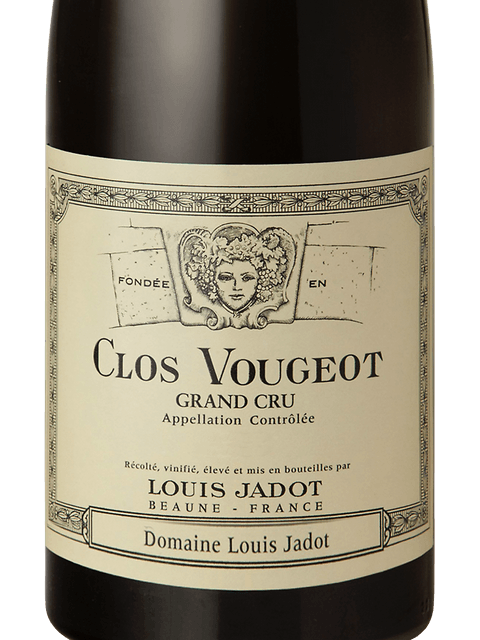 FONDÉE EN
CLOS VOUGEOT
GRAND CRU
Appellation Contrôlée
Récolté, vinifié, élevé et mis en bouteilles par
LOUIS JADOT
BEAUNE - FRANCE
Domaine Louis Jadot